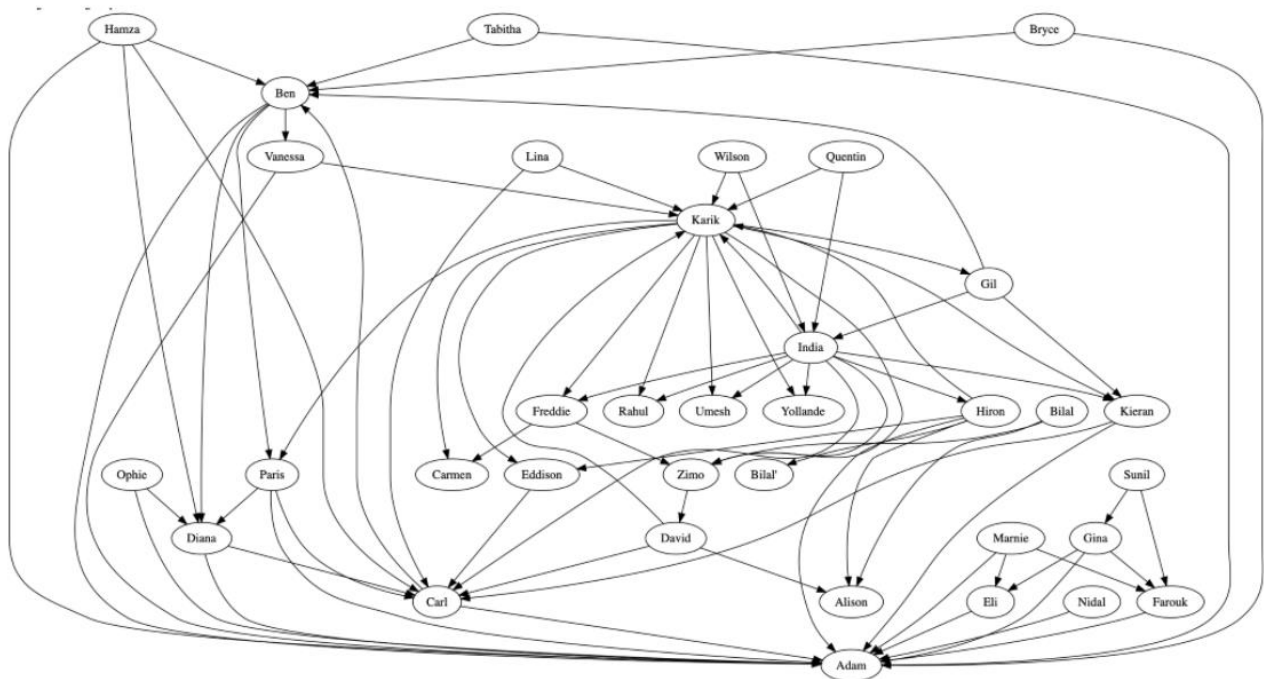 Hamza
Tabitha
Bryce
Ben
Vanessa
Lina
Wilson
Quentin
Karik
Gil
India
Freddie
Rahul
Umesh
Yollande
Hiron
Bilal
Kieran
Ophie
Paris
Carmen
Eddison
Zimo
Bilal'
Sunil
Diana
David
Marnie
Gina
Carl
Alison
Eli
Nidal
Farouk
Adam